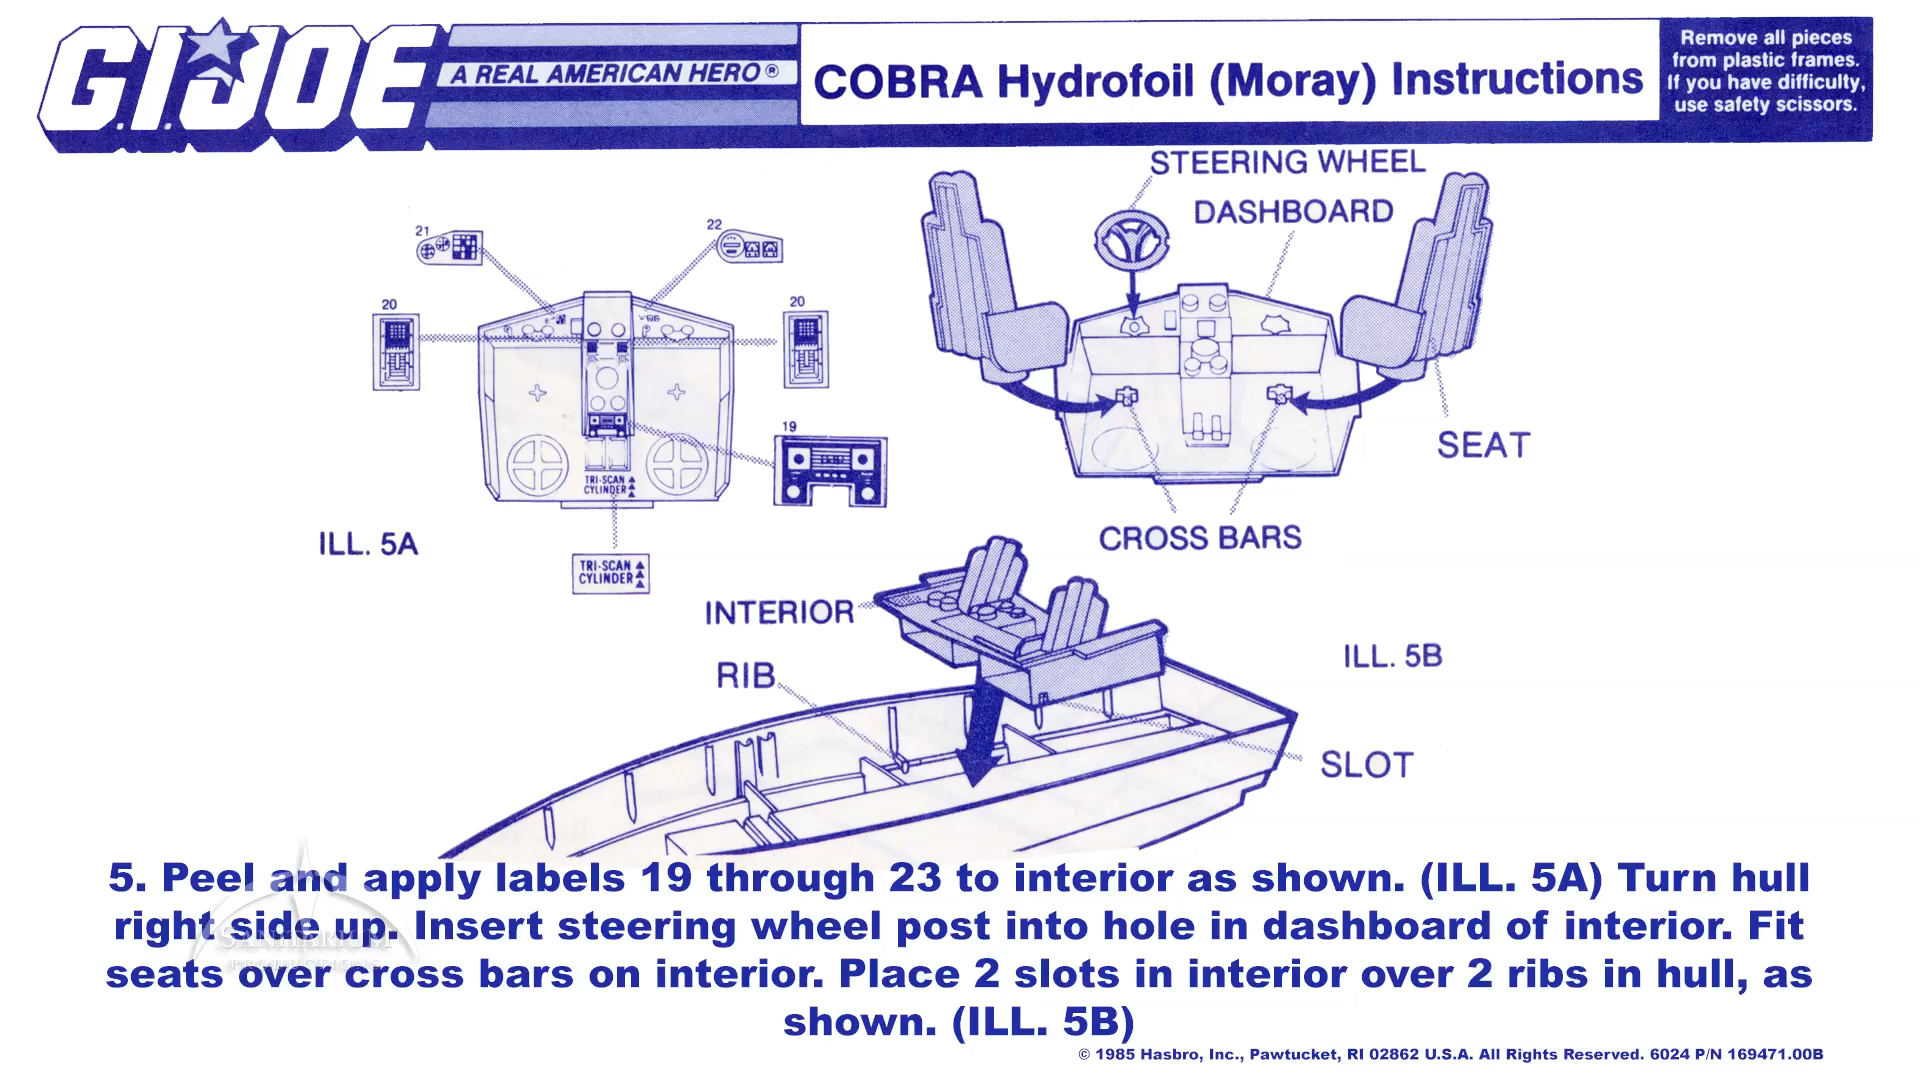 G.I. JOE
A REAL AMERICAN HERO®
COBRA Hydrofoil (Moray) Instructions
Remove all pieces
from plastic frames.
If you have difficulty,
use safety scissors.
STEERING WHEEL
DASHBOARD
21
22
20
20
19
TRI-SCAN
CYLINDER
TRI-SCAN
CYLINDER
ILL. 5A
SEAT
CROSS BARS
INTERIOR
RIB
ILL. 5B
SLOT
5. Peel and apply labels 19 through 23 to interior as shown. (ILL. 5A) Turn hull
right side up. Insert steering wheel post into hole in dashboard of interior. Fit
seats over cross bars on interior. Place 2 slots in interior over 2 ribs in hull, as
shown. (ILL. 5B)
SANITARIUM
PRODUCTIONS
© 1985 Hasbro, Inc., Pawtucket, RI 02862 U.S.A. All Rights Reserved. 6024 P/N 169471.00B